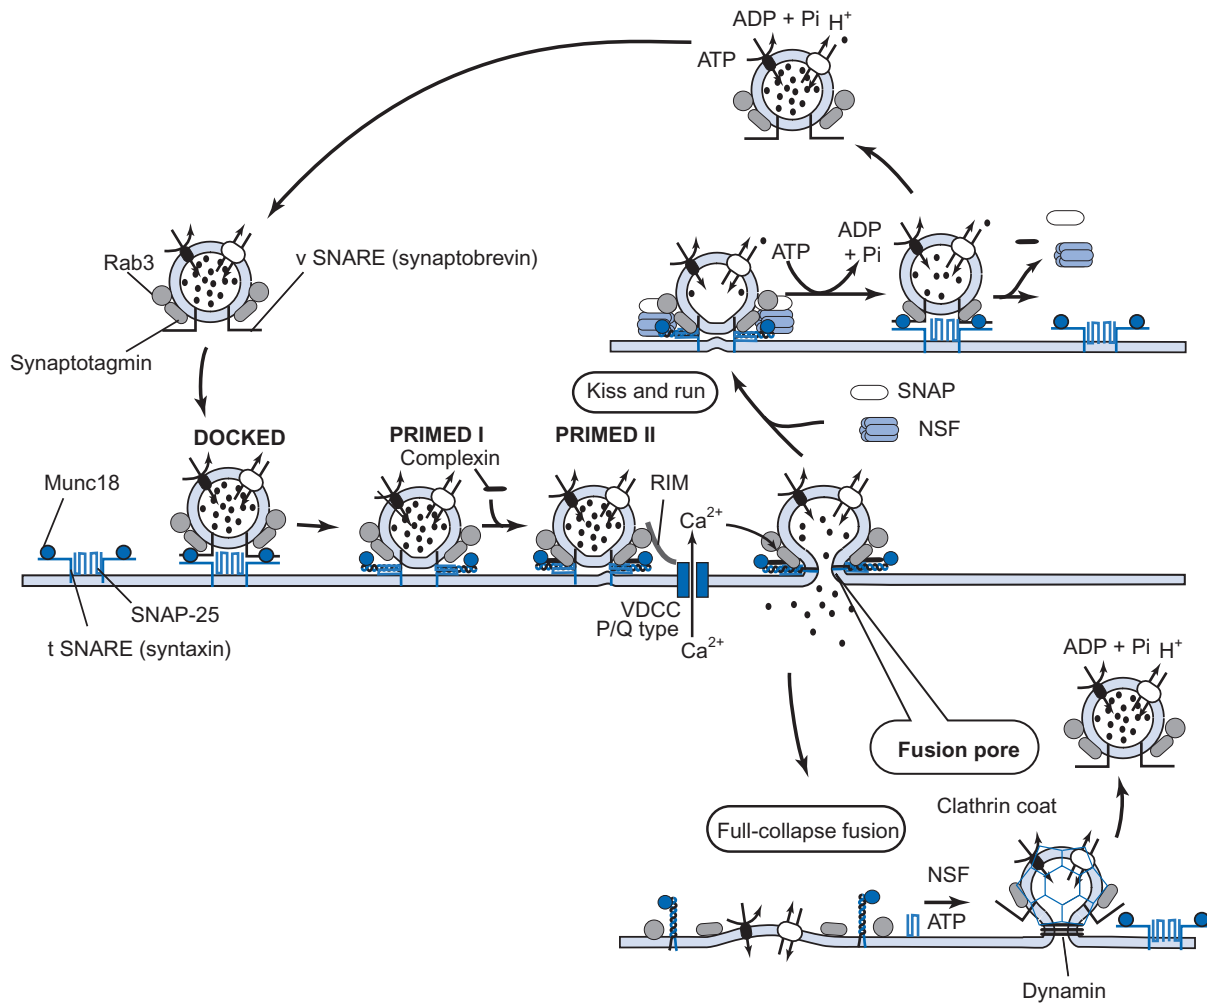 ADP + Pi H⁺
ATP
Rab3
v SNARE (synaptobrevin)
Synaptotagmin
ATP
ADP
+ Pi
Kiss and run
SNAP
NSF
DOCKED
PRIMED I
Complexin
PRIMED II
Munc18
RIM
Ca²⁺
SNAP-25
t SNARE (syntaxin)
VDCC
P/Q type
Ca²⁺
ADP + Pi H⁺
Fusion pore
Clathrin coat
Full-collapse fusion
NSF
ATP
Dynamin